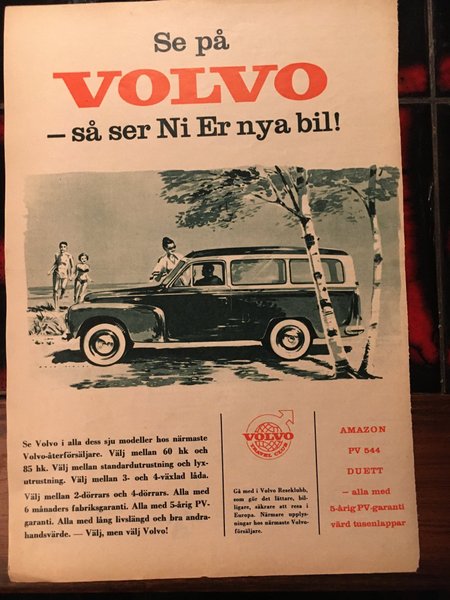 Se på
VOLVO
– så ser Ni Er nya bil!
Se Volvo i alla dess sju modeller hos närmaste
Volvo-återförsäljare. Välj mellan 60 hk och
85 hk. Välj mellan standardutrustning och lyx-
utrustning. Välj mellan 3- och 4-växlad låda.
Välj mellan 2-dörrars och 4-dörrars. Alla med
6 månaders fabriksgaranti. Alla med 5-årig PV-
garanti. Alla med lång livslängd och bra andra-
handsvärde. — Välj, men välj Volvo!
VOLVO
TRAVEL CLUB
Gå med i Volvo Reseklubb,
som gör det lättare, bil-
ligare, säkrare att resa i
Europa. Närmare upplys-
ningar hos närmaste Volvo-
försäljare.
AMAZON
PV 544
DUETT
– alla med
5-årig PV-garanti
värd tusenlappar